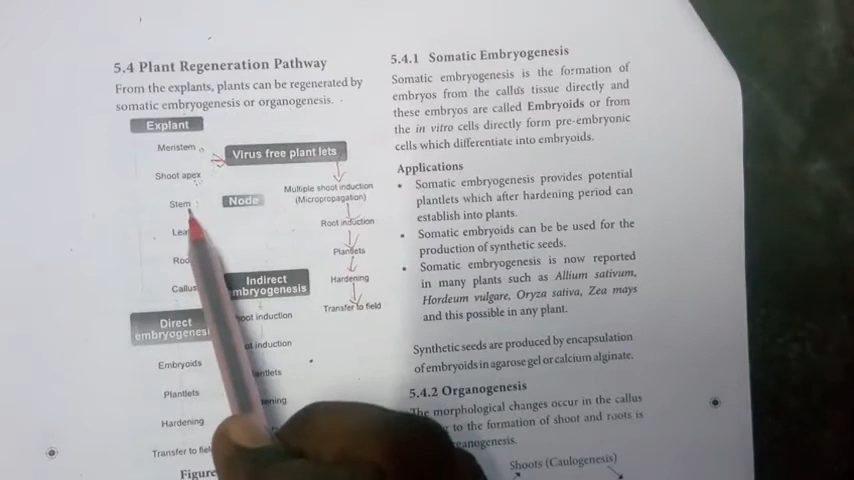 5.4 Plant Regeneration Pathway
From the explants, plants can be regenerated by
somatic embryogenesis or organogenesis.
Explant
Meristem
Virus free plant lets
Shoot apex
Multiple shoot induction
(Micropropagation)
Stem
Node
Root induction
Plantlets
Hardening
Callus
Indirect
Transfer to field
Direct
Embryoids
Plantlets
Hardening
Transfer to
Figure
5.4.1 Somatic Embryogenesis
Somatic embryogenesis is the formation of
embryos from the callus tissue directly and
these embryos are called Embryoids or from
the in vitro cells directly form pre-embryonic
cells which differentiate into embryoids.
Applications
• Somatic embryogenesis provides potential
plantlets which after hardening period can
establish into plants.
• Somatic embryoids can be used for the
production of synthetic seeds.
• Somatic embryogenesis is now reported
in many plants such as Allium sativum,
Hordeum vulgare, Oryza sativa, Zea mays
and this possible in any plant.
Synthetic seeds are produced by encapsulation
of embryoids in agarose gel or calcium alginate.
5.4.2 Organogenesis
The morphological changes occur in the callus
to the formation of shoot and roots is
Shoots (Caulogenesis)